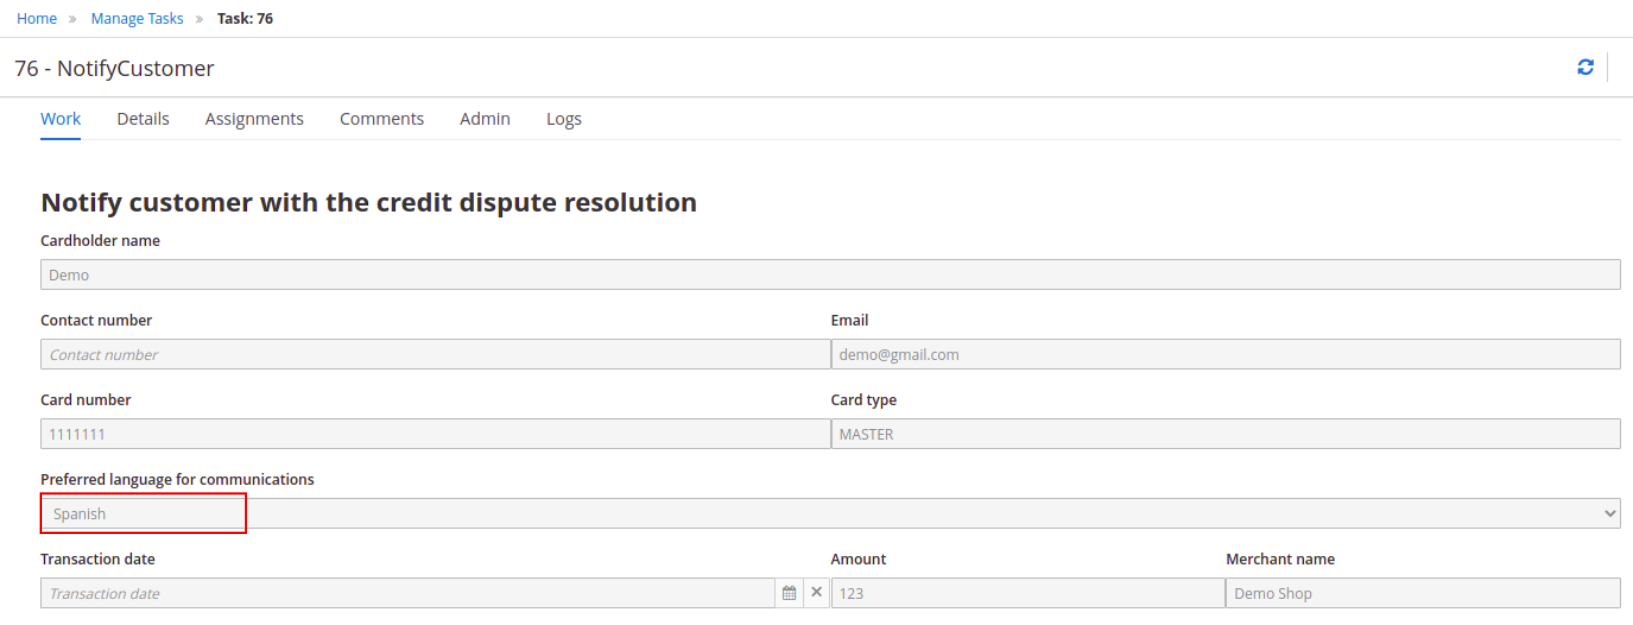 Home » Manage Tasks » Task: 76
76 - NotifyCustomer
Work Details Assignments Comments Admin Logs
Notify customer with the credit dispute resolution
Cardholder name
Demo
Contact number Email
Contact number demo@gmail.com
Card number Card type
1111111 MASTER
Preferred language for communications
Spanish
Transaction date Amount Merchant name
Transaction date 123 Demo Shop